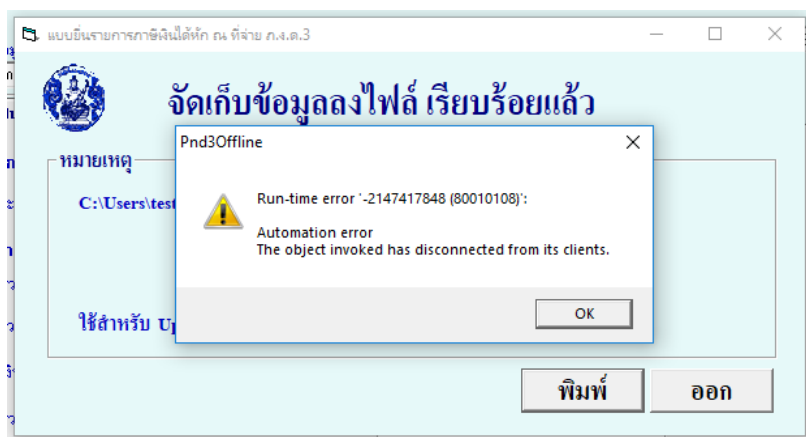 แบบยื่นรายการภาษีเงินได้หัก ณ ที่จ่าย ภ.ง.ด.3
จัดเก็บข้อมูลลงไฟล์ เรียบร้อยแล้ว
Pnd3Offline
หมายเหตุ
C:\Users\test
Run-time error '-2147417848 (80010108)':
Automation error
The object invoked has disconnected from its clients.
ใช้สำหรับ Up
OK
พิมพ์
ออก